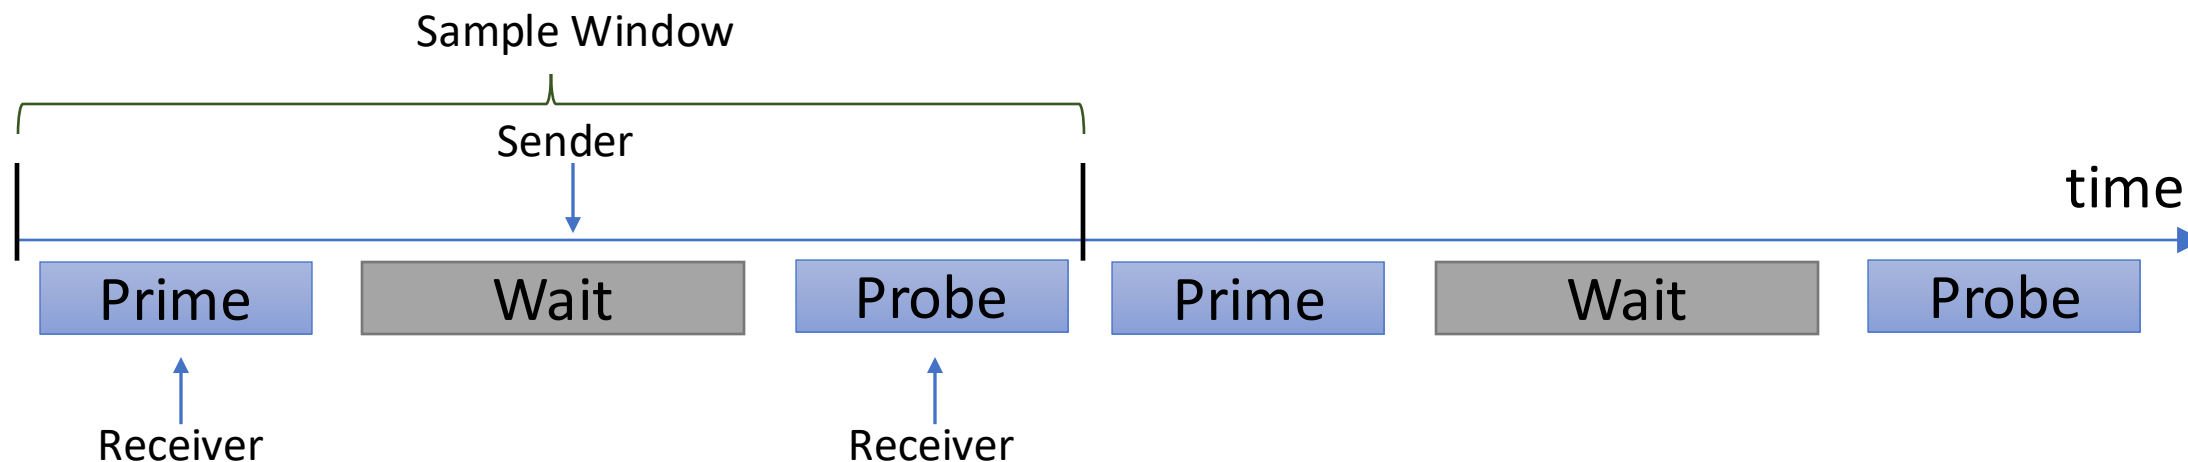 Sample Window
Sender
time
Prime
Wait
Probe
Prime
Wait
Probe
Receiver
Receiver